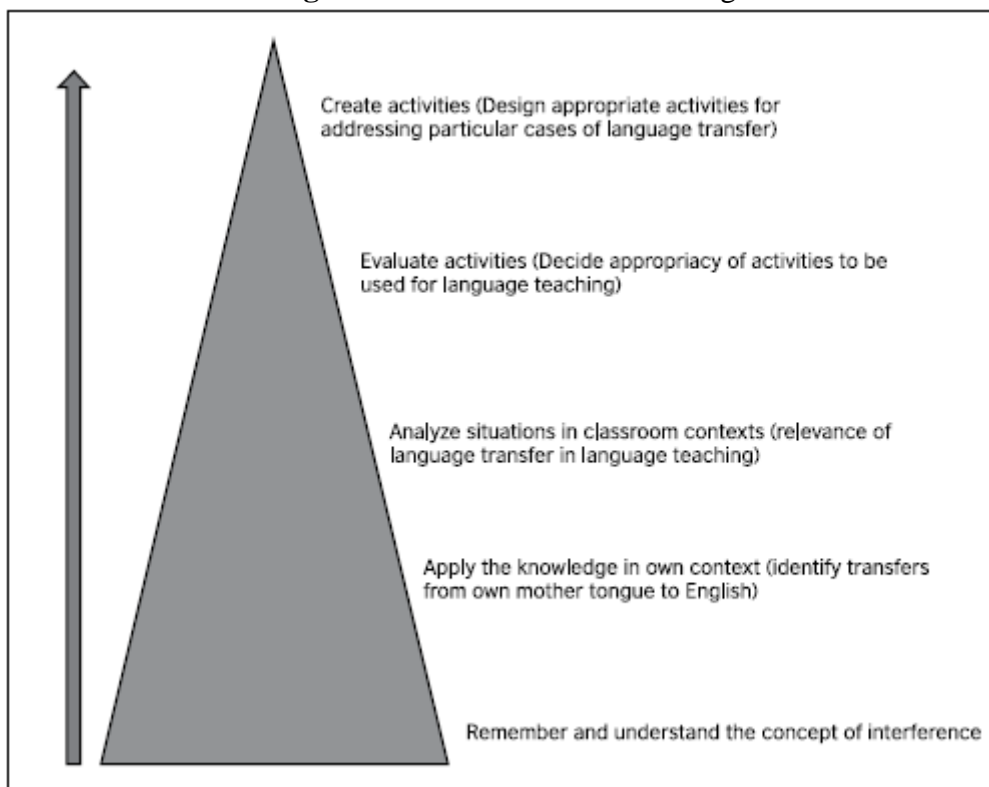 Create activities (Design appropriate activities for
addressing particular cases of language transfer)
Evaluate activities (Decide appropriacy of activities to be
used for language teaching)
Analyze situations in classroom contexts (relevance of
language transfer in language teaching)
Apply the knowledge in own context (identify transfers
from own mother tongue to English)
Remember and understand the concept of interference